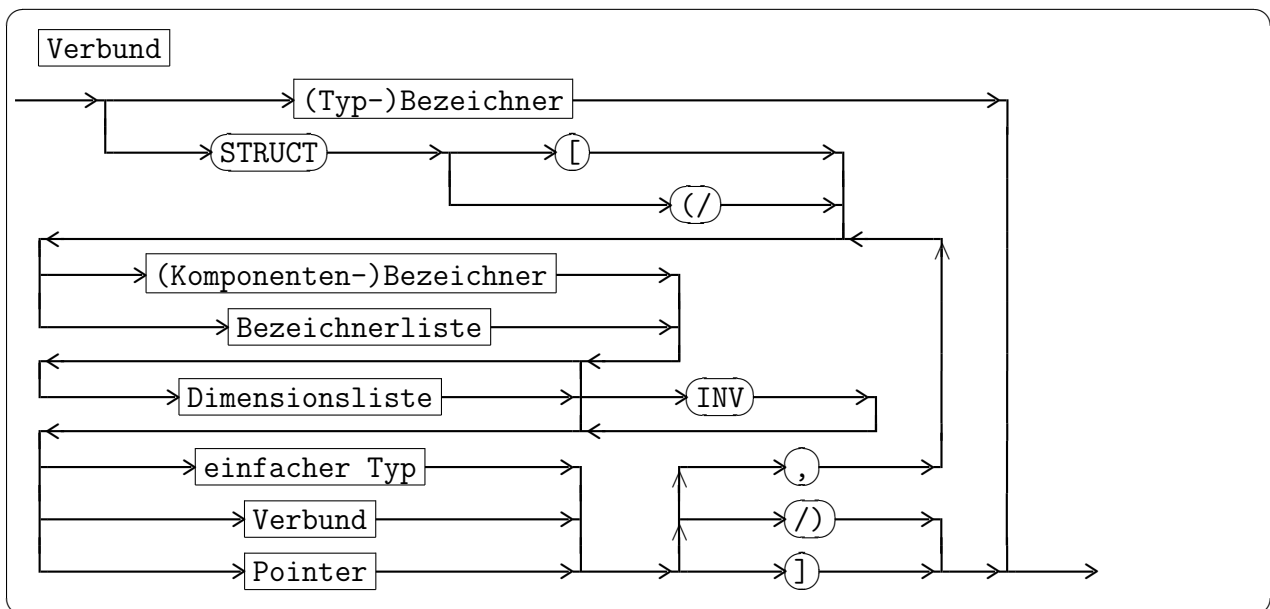 Verbund
(Typ-)Bezeichner
STRUCT [
(/
(Komponenten-)Bezeichner
Bezeichnerliste
Dimensionsliste INV
einfacher Typ ,
Verbund /)
Pointer ]